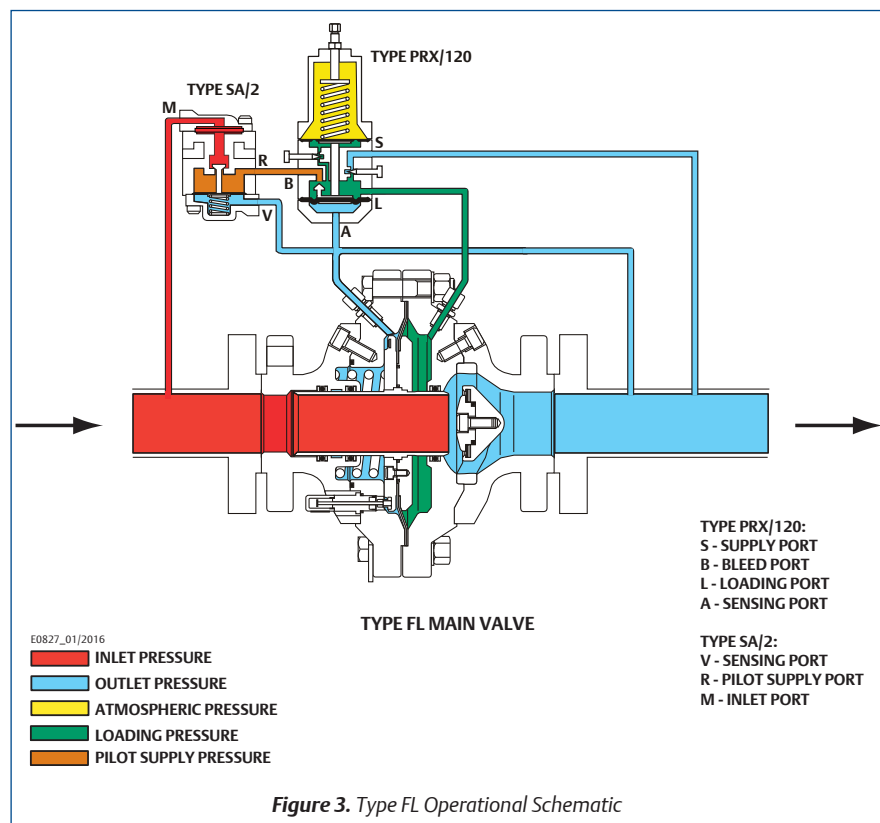 TYPE PRX/120
TYPE SA/2
M
S
R
B
L
V
A
TYPE FL MAIN VALVE
TYPE PRX/120:
S - SUPPLY PORT
B - BLEED PORT
L - LOADING PORT
A - SENSING PORT
TYPE SA/2:
V - SENSING PORT
R - PILOT SUPPLY PORT
M - INLET PORT
E0827_01/2016
INLET PRESSURE
OUTLET PRESSURE
ATMOSPHERIC PRESSURE
LOADING PRESSURE
PILOT SUPPLY PRESSURE
Figure 3. Type FL Operational Schematic